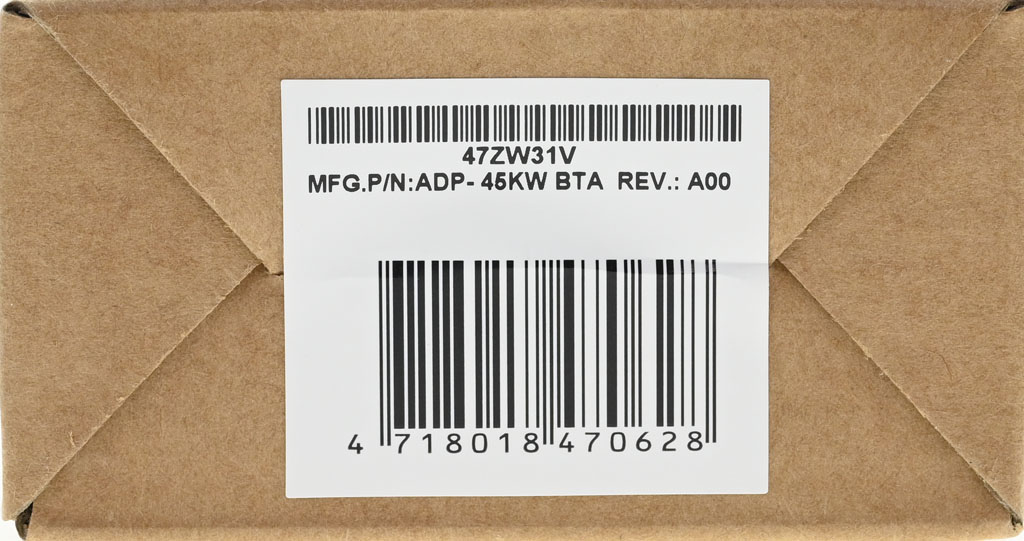 47ZW31V
MFG.P/N:ADP- 45KW BTA  REV.: A00
4 718018 470628